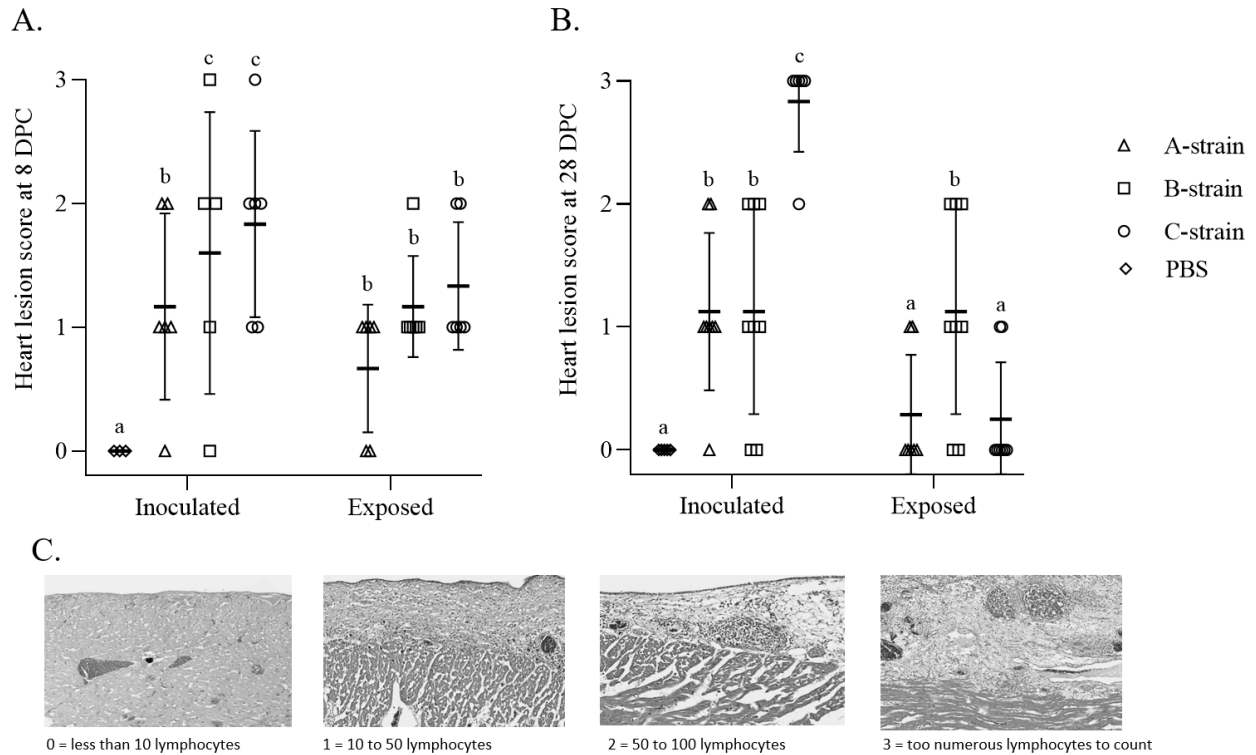 A.
Heart lesion score at 8 DPC
3
2
1
0
a
b
c
c
b
b
b
Inoculated
Exposed
B.
Heart lesion score at 28 DPC
3
2
1
0
a
b
b
c
a
b
a
Inoculated
Exposed
A-strain
B-strain
C-strain
PBS
C.
0 = less than 10 lymphocytes
1 = 10 to 50 lymphocytes
2 = 50 to 100 lymphocytes
3 = too numerous lymphocytes to count